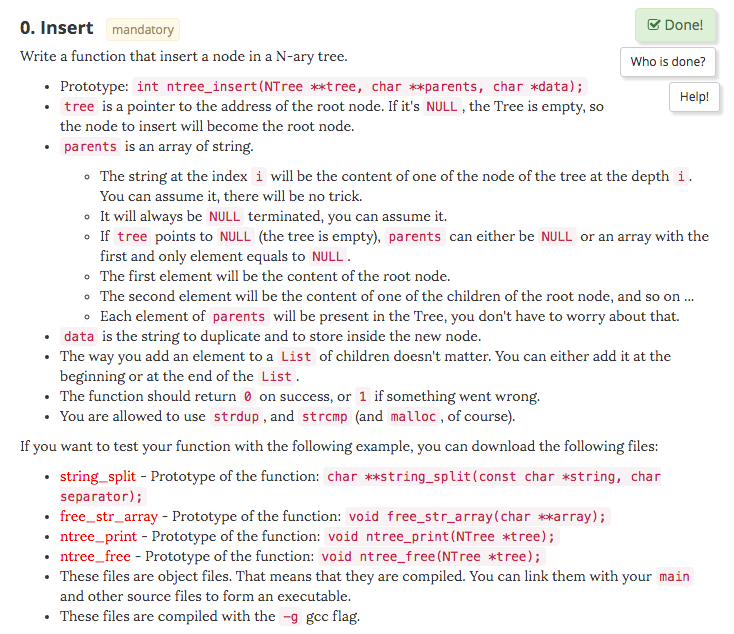 0. Insert mandatory
Done!
Write a function that insert a node in a N-ary tree.
Who is done?
Help!
• Prototype: int ntree_insert(NTree **tree, char **parents, char *data);
• tree is a pointer to the address of the root node. If it's NULL , the Tree is empty, so
the node to insert will become the root node.
• parents is an array of string.
◦ The string at the index i will be the content of one of the node of the tree at the depth i .
You can assume it, there will be no trick.
◦ It will always be NULL terminated, you can assume it.
◦ If tree points to NULL (the tree is empty), parents can either be NULL or an array with the
first and only element equals to NULL .
◦ The first element will be the content of the root node.
◦ The second element will be the content of one of the children of the root node, and so on ...
◦ Each element of parents will be present in the Tree, you don't have to worry about that.
• data is the string to duplicate and to store inside the new node.
• The way you add an element to a List of children doesn't matter. You can either add it at the
beginning or at the end of the List .
• The function should return 0 on success, or 1 if something went wrong.
• You are allowed to use strdup , and strcmp (and malloc , of course).
If you want to test your function with the following example, you can download the following files:
• string_split - Prototype of the function: char **string_split(const char *string, char
separator);
• free_str_array - Prototype of the function: void free_str_array(char **array);
• ntree_print - Prototype of the function: void ntree_print(NTree *tree);
• ntree_free - Prototype of the function: void ntree_free(NTree *tree);
• These files are object files. That means that they are compiled. You can link them with your main
and other source files to form an executable.
• These files are compiled with the -g gcc flag.